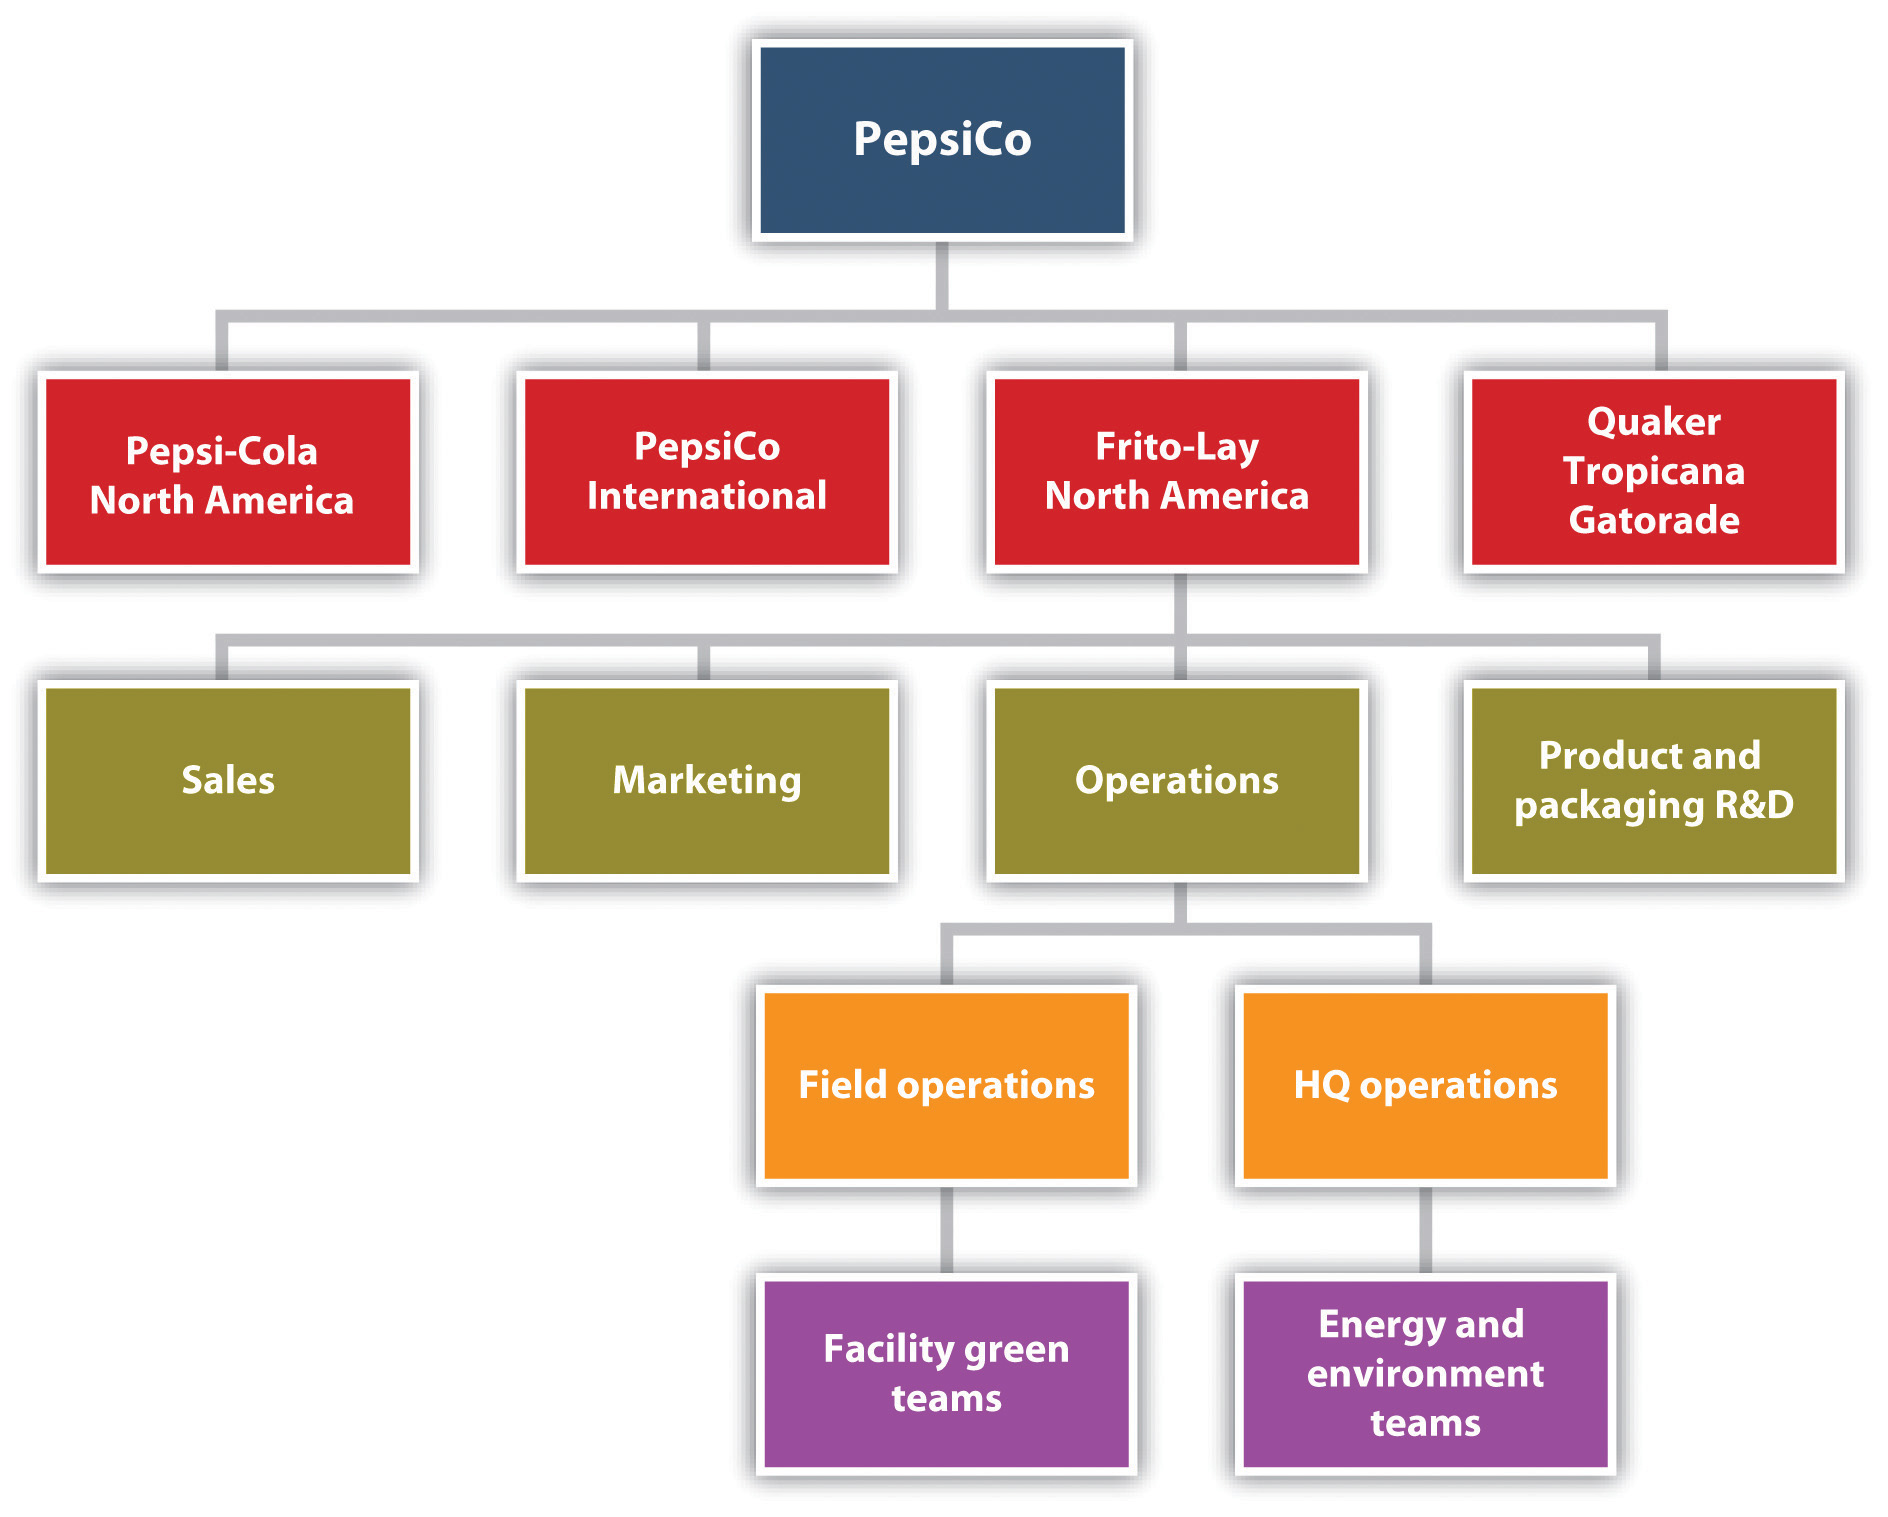 PepsiCo
Pepsi-Cola
North America
PepsiCo
International
Frito-Lay
North America
Quaker
Tropicana
Gatorade
Sales
Marketing
Operations
Product and
packaging R&D
Field operations
HQ operations
Facility green
teams
Energy and
environment
teams